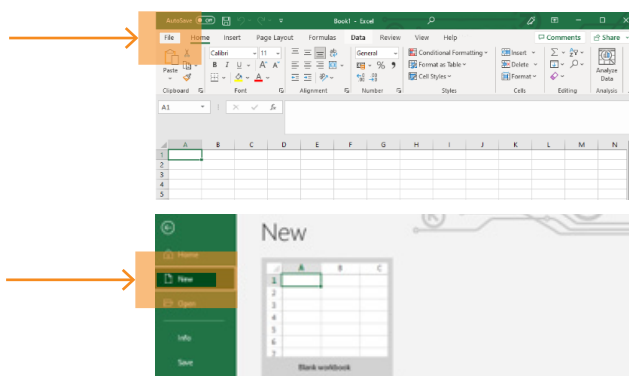 AutoSave Off Book1 - Excel
File Home Insert Page Layout Formulas Data Review View Help Comments Share
Paste
Calibri 11
B I U A A A
General
$ % 9
Conditional Formatting
Format as Table
Cell Styles
Insert
Delete
Format
Analyze
Data
Clipboard Font Alignment Number Styles Cells Editing Analysis
A1 fx
A B C D E F G H I J K L M N
1
2
3
4
5
New
Home
New
Open
Info
Save
A B C
1
2
3
4
5
6
7
Blank workbook